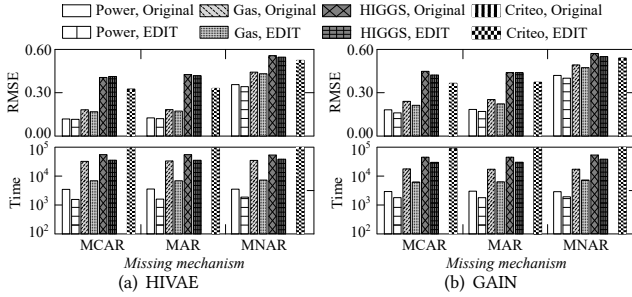 Power, Original Gas, Original HIGGS, Original Criteo, Original
Power, EDIT Gas, EDIT HIGGS, EDIT Criteo, EDIT
RMSE
0.60
0.30
0.00
Time
10^5
10^4
10^3
10^2
MCAR MAR MNAR
Missing mechanism
(a) HIVAE
RMSE
0.60
0.30
0.00
Time
10^5
10^4
10^3
10^2
MCAR MAR MNAR
Missing mechanism
(b) GAIN